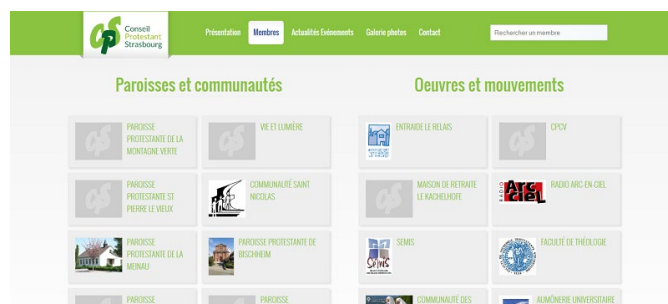 Conseil
Protestant
Strasbourg
Présentation Membres Actualités Evénements Galerie photos Contact
Rechercher un membre
Paroisses et communautés
Oeuvres et mouvements
PAROISSE
PROTESTANTE DE LA
MONTAGNE VERTE
VIE ET LUMIÈRE
ENTRAIDE LE RELAIS
CPCV
PAROISSE
PROTESTANTE ST
PIERRE LE VIEUX
COMMUNAUTÉ SAINT
NICOLAS
MAISON DE RETRAITE
LE KACHELHOFE
RADIO
ARC
EN
CIEL
RADIO ARC-EN-CIEL
PAROISSE
PROTESTANTE DE LA
MEINAU
PAROISSE PROTESTANTE DE
BISCHHEIM
Sémis
SEMIS
FACULTÉ DE THÉOLOGIE
PAROISSE
PAROISSE
COMMUNAUTÉ DES
AUMÔNERIE UNIVERSITAIRE